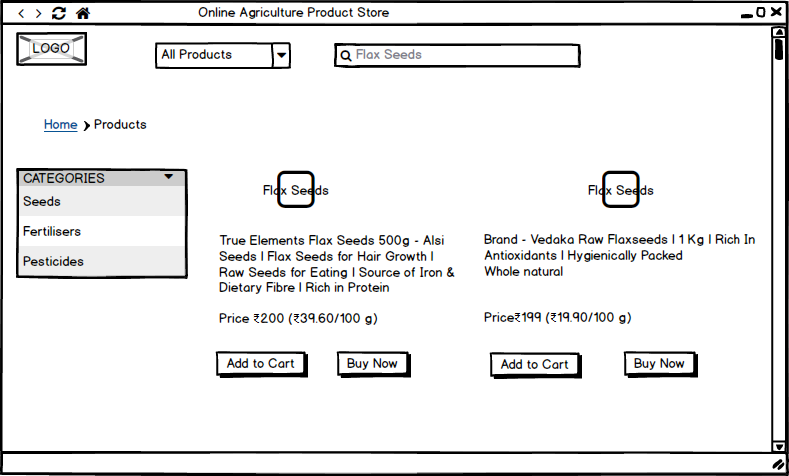 Online Agriculture Product Store
LOGO
All Products
Flax Seeds
Home
Products
CATEGORIES
Seeds
Fertilisers
Pesticides
Flax Seeds
True Elements Flax Seeds 500g - Alsi
Seeds | Flax Seeds for Hair Growth |
Raw Seeds for Eating | Source of Iron &
Dietary Fibre | Rich in Protein
Price ₹200 (₹39.60/100 g)
Add to Cart
Buy Now
Flax Seeds
Brand - Vedaka Raw Flaxseeds | 1 Kg | Rich In
Antioxidants | Hygienically Packed
Whole natural
Price₹199 (₹19.90/100 g)
Add to Cart
Buy Now